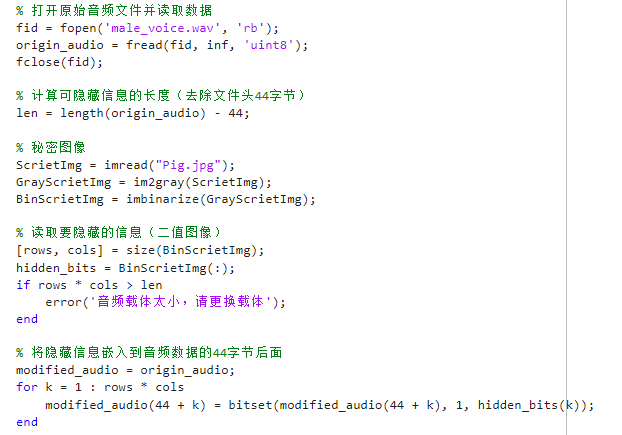 % 打开原始音频文件并读取数据
fid = fopen('male_voice.wav', 'rb');
origin_audio = fread(fid, inf, 'uint8');
fclose(fid);
% 计算可隐藏信息的长度（去除文件头44字节）
len = length(origin_audio) - 44;
% 秘密图像
ScrietImg = imread("Pig.jpg");
GrayScrietImg = im2gray(ScrietImg);
BinScrietImg = imbinarize(GrayScrietImg);
% 读取要隐藏的信息（二值图像）
[rows, cols] = size(BinScrietImg);
hidden_bits = BinScrietImg(:);
if rows * cols > len
    error('音频载体太小，请更换载体');
end
% 将隐藏信息嵌入到音频数据的44字节后面
modified_audio = origin_audio;
for k = 1 : rows * cols
    modified_audio(44 + k) = bitset(modified_audio(44 + k), 1, hidden_bits(k));
end